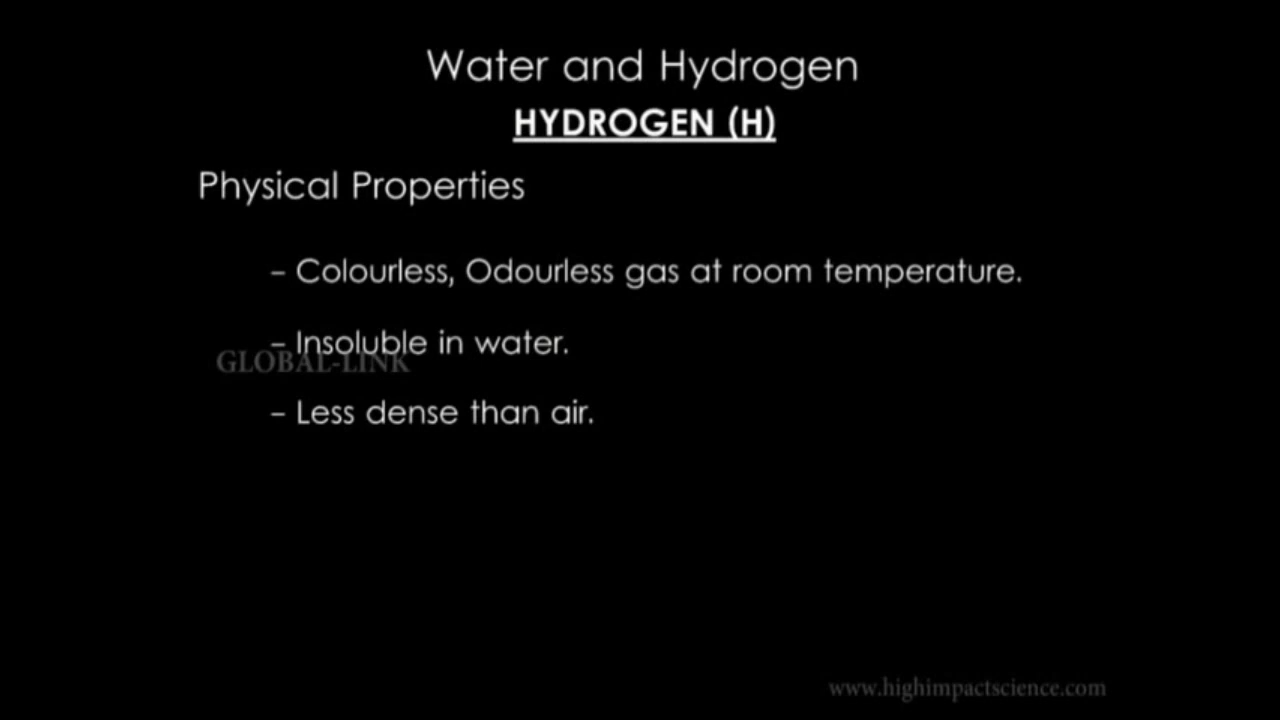 Water and Hydrogen
HYDROGEN (H)
Physical Properties
– Colourless, Odourless gas at room temperature.
– Insoluble in water.
GLOBAL-LINK
– Less dense than air.
www.highimpactscience.com